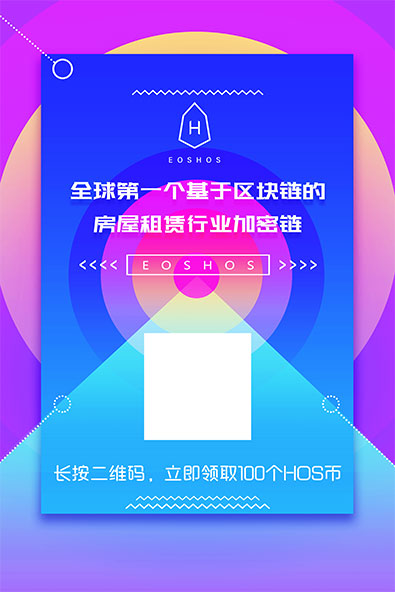 H
EOSHOS
全球第一个基于区块链的
房屋租赁行业加密链
<<<< EOSHOS >>>>
长按二维码，立即领取100个HOS币